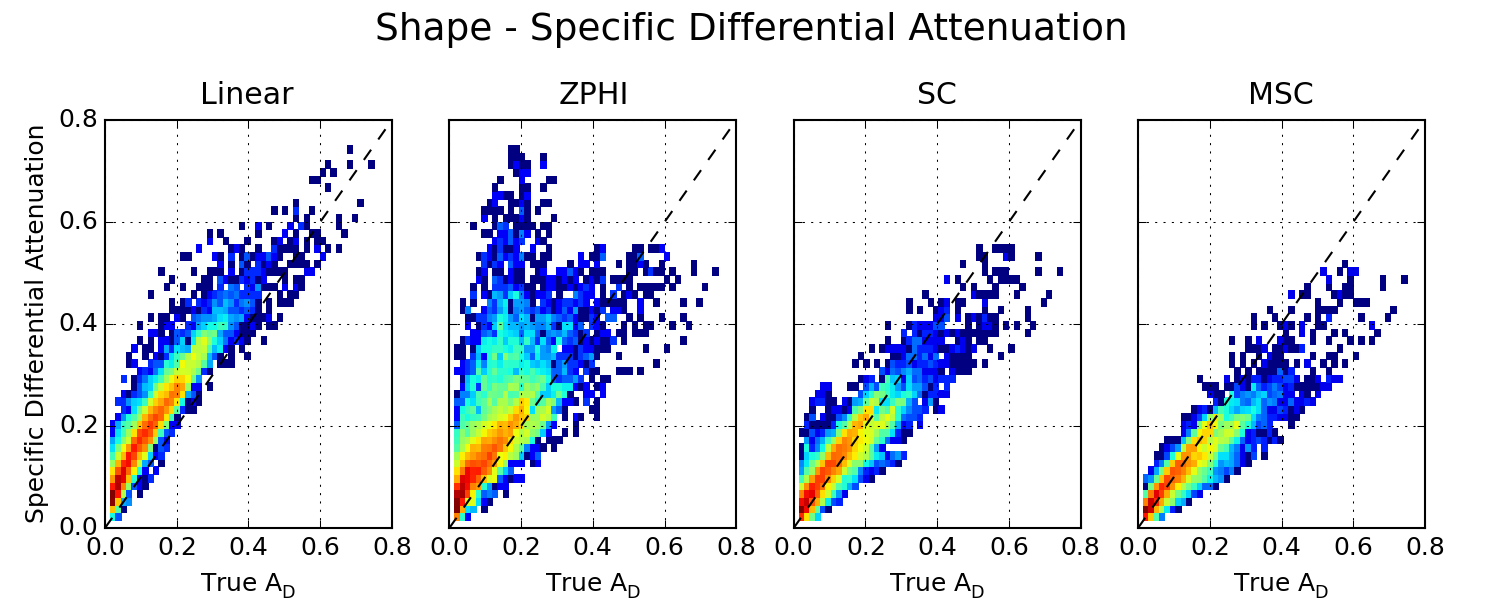 Shape - Specific Differential Attenuation
Linear ZPHI SC MSC
Specific Differential Attenuation
0.8
0.6
0.4
0.2
0.0
0.0 0.2 0.4 0.6 0.8 0.0 0.2 0.4 0.6 0.8 0.0 0.2 0.4 0.6 0.8 0.0 0.2 0.4 0.6 0.8
True A_D True A_D True A_D True A_D